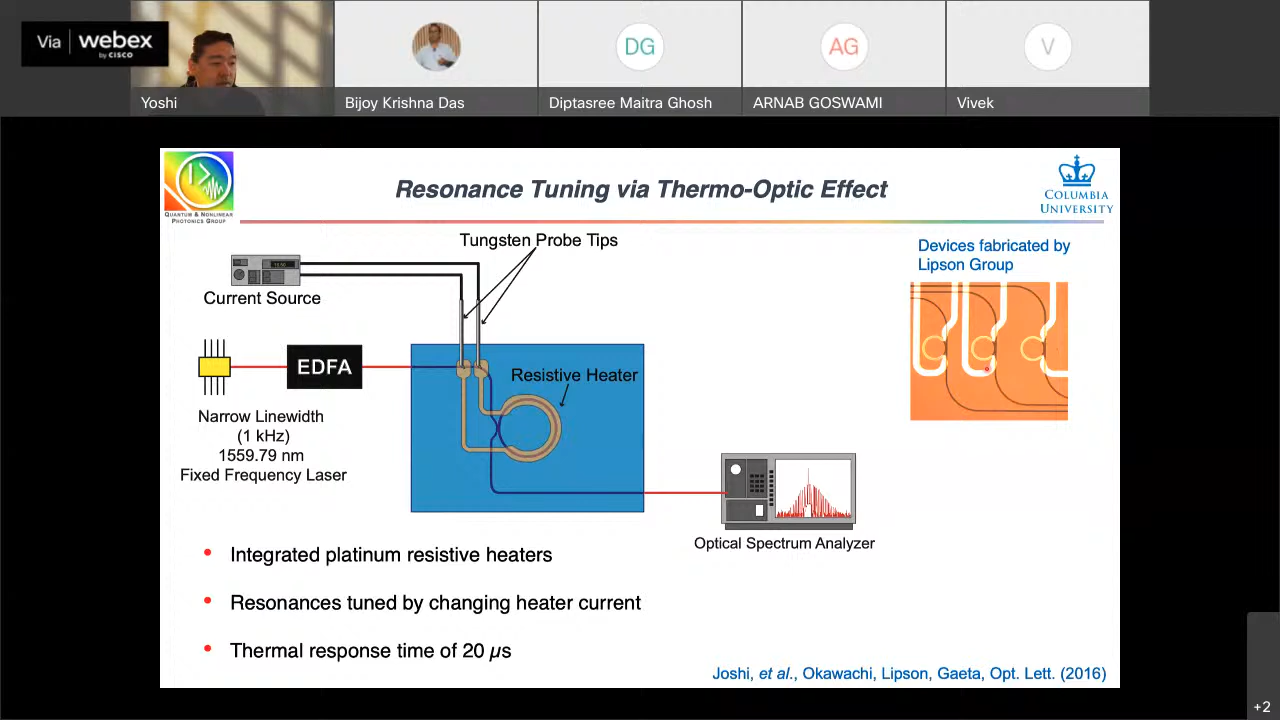 Via webex
by CISCO
DG
AG
V
Yoshi
Bijoy Krishna Das
Diptasree Maitra Ghosh
ARNAB GOSWAMI
Vivek
QUANTUM & NONLINEAR
PHOTONICS GROUP
Resonance Tuning via Thermo-Optic Effect
COLUMBIA
UNIVERSITY
Tungsten Probe Tips
Current Source
EDFA
Narrow Linewidth
(1 kHz)
1559.79 nm
Fixed Frequency Laser
Resistive Heater
Devices fabricated by
Lipson Group
Optical Spectrum Analyzer
• Integrated platinum resistive heaters
• Resonances tuned by changing heater current
• Thermal response time of 20 µs
Joshi, et al., Okawachi, Lipson, Gaeta, Opt. Lett. (2016)
+2